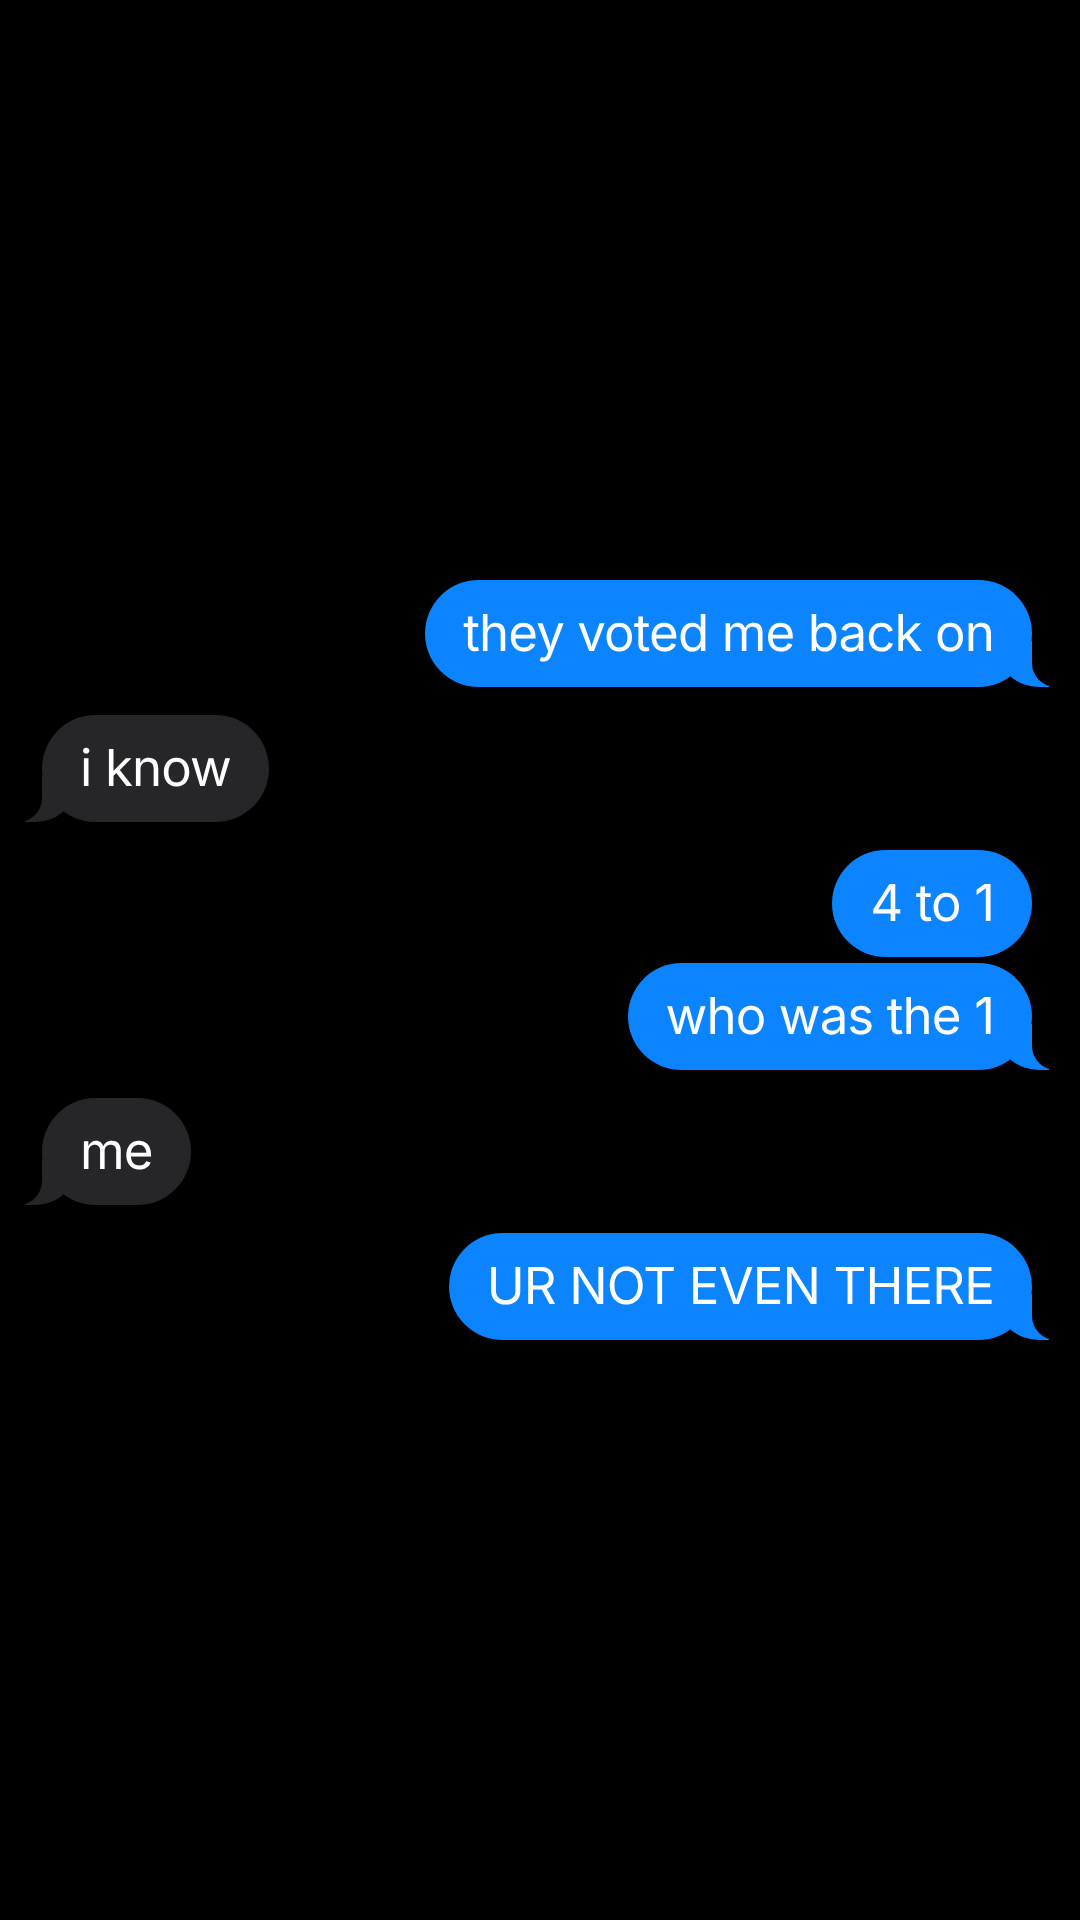 they voted me back on
i know
4 to 1
who was the 1
me
UR NOT EVEN THERE